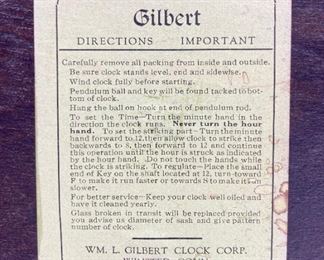 Gilbert
DIRECTIONS IMPORTANT
Carefully remove all packing from inside and outside.
Be sure clock stands level, end and sidewise.
Wind clock fully before starting.
Pendulum ball and key will be found tacked to bot-
tom of clock.
Hang the ball on hook at end of pendulum rod.
To set the Time—Turn the minute hand in the
direction the clock runs. Never turn the hour
hand. To set the striking part—Turn the minute
hand forward to 12, then allow clock to strike then
backwards to 8, then forward to 12 and continue
this operation until the hour is struck as indicated
by the hour hand. Do not touch the hands while
the clock is striking. To regulate—Place the small
end of Key on the shaft located at 12, turn toward
F to make it run faster or towards S to make it run
slower.
For better service—Keep your clock well oiled and
have it cleaned yearly.
Glass broken in transit will be replaced provided
you advise us diameter of sash and give pattern
number of clock.
WM. L. GILBERT CLOCK CORP.
WINSTED CONN.